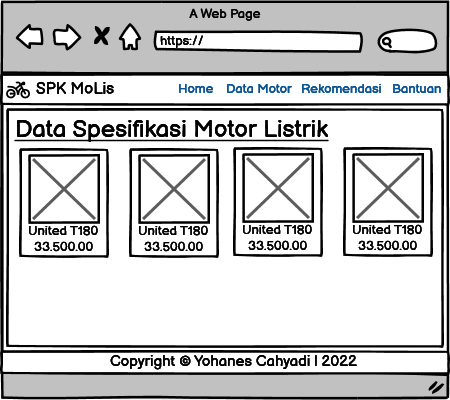 A Web Page
https://
SPK MoLis
Home Data Motor Rekomendasi Bantuan
Data Spesifikasi Motor Listrik
United T180 United T180 United T180 United T180
33.500.00 33.500.00 33.500.00 33.500.00
Copyright © Yohanes Cahyadi | 2022